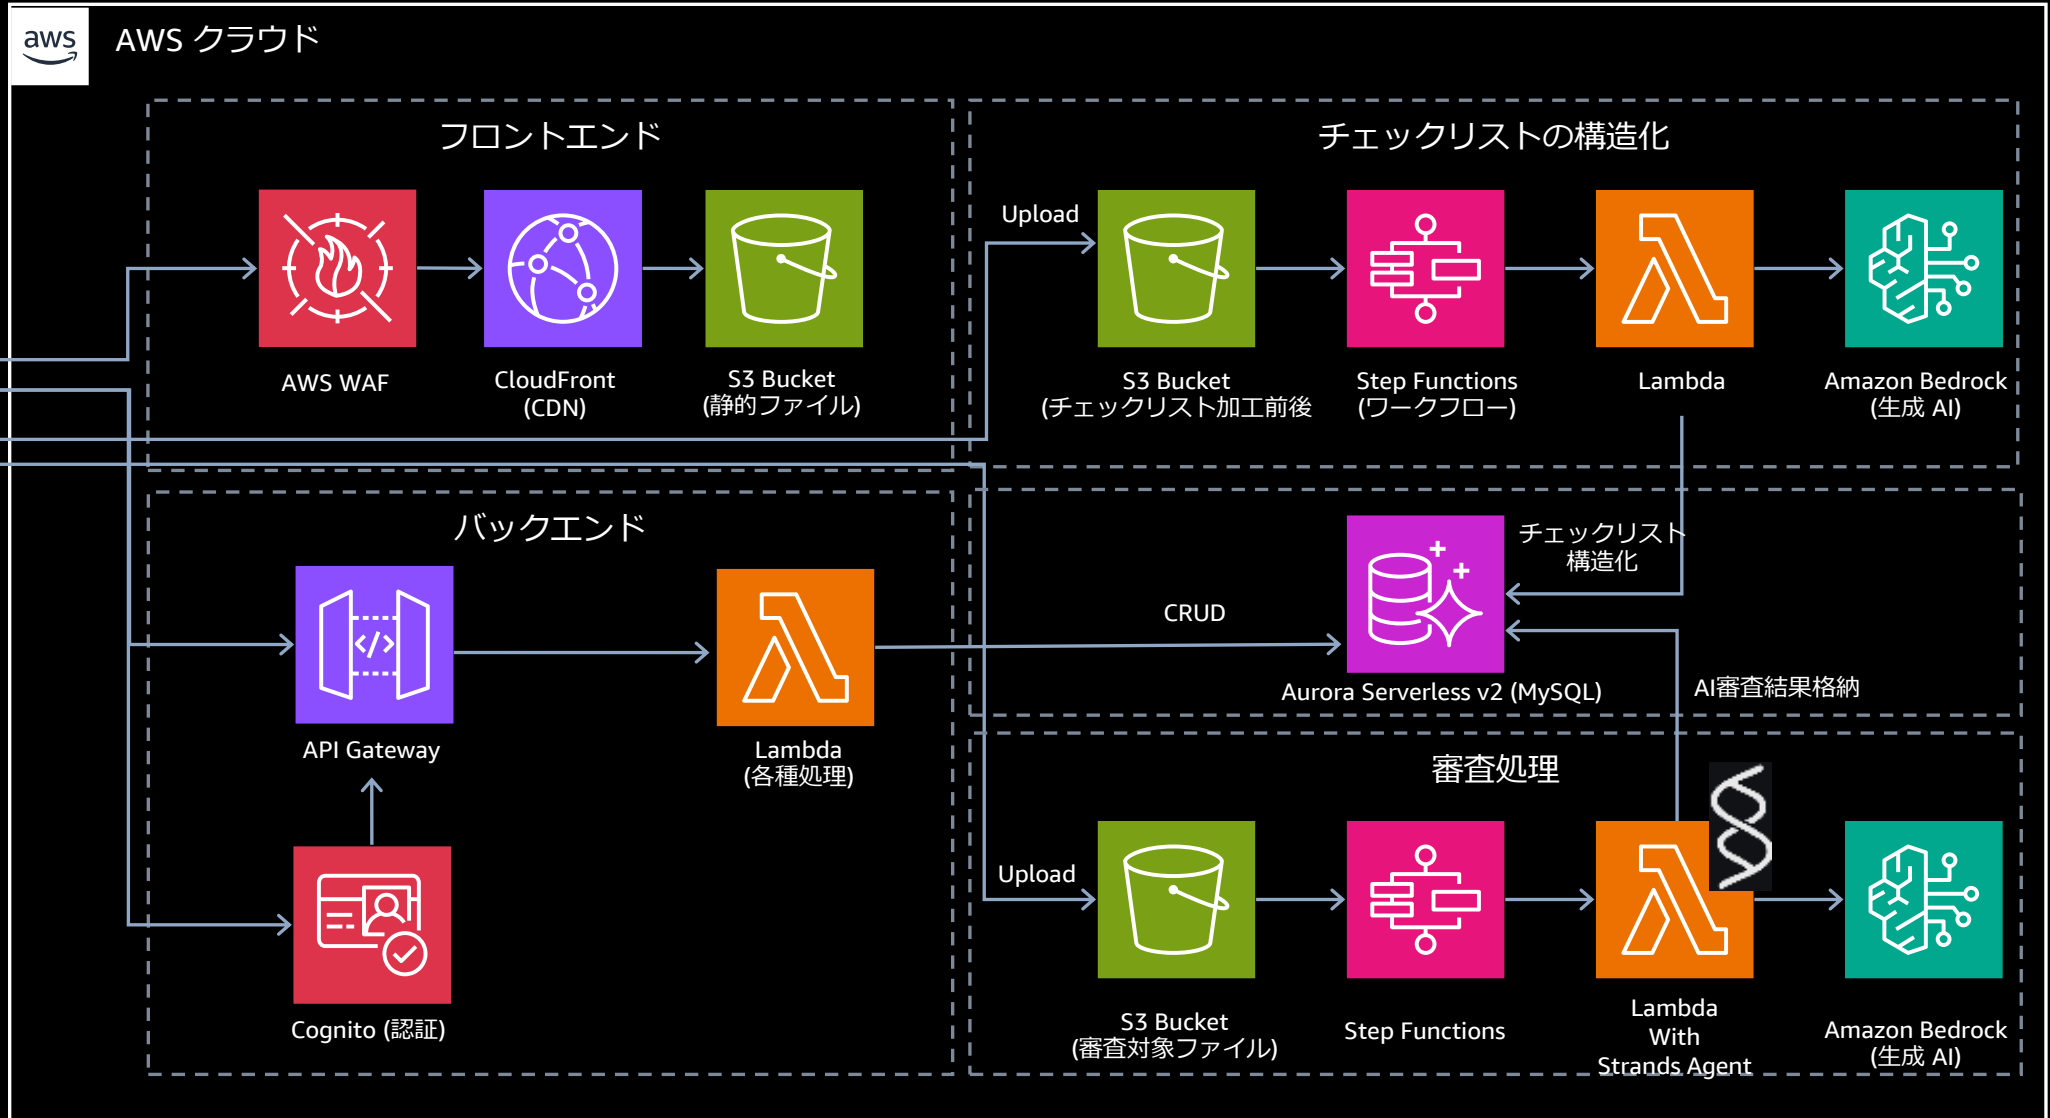 aws
AWS クラウド
フロントエンド
AWS WAF
CloudFront
(CDN)
S3 Bucket
(静的ファイル)
チェックリストの構造化
Upload
S3 Bucket
(チェックリスト加工前後
Step Functions
(ワークフロー)
Lambda
Amazon Bedrock
(生成 AI)
バックエンド
API Gateway
Lambda
(各種処理)
Cognito (認証)
CRUD
チェックリスト
構造化
Aurora Serverless v2 (MySQL)
AI審査結果格納
審査処理
Upload
S3 Bucket
(審査対象ファイル)
Step Functions
Lambda
With
Strands Agent
Amazon Bedrock
(生成 AI)